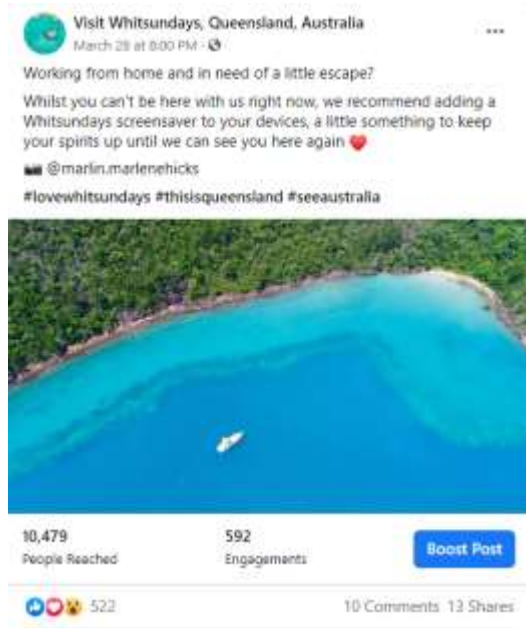 Visit Whitsundays, Queensland, Australia
March 28 at 8:00 PM ·
Working from home and in need of a little escape?
Whilst you can't be here with us right now, we recommend adding a
Whitsundays screensaver to your devices, a little something to keep
your spirits up until we can see you here again ❤️
📷 @marlin.marlenehicks
#lovewhitsundays #thisisqueensland #seeaustralia
10,479 592 Boost Post
People Reached Engagements
522 10 Comments 13 Shares